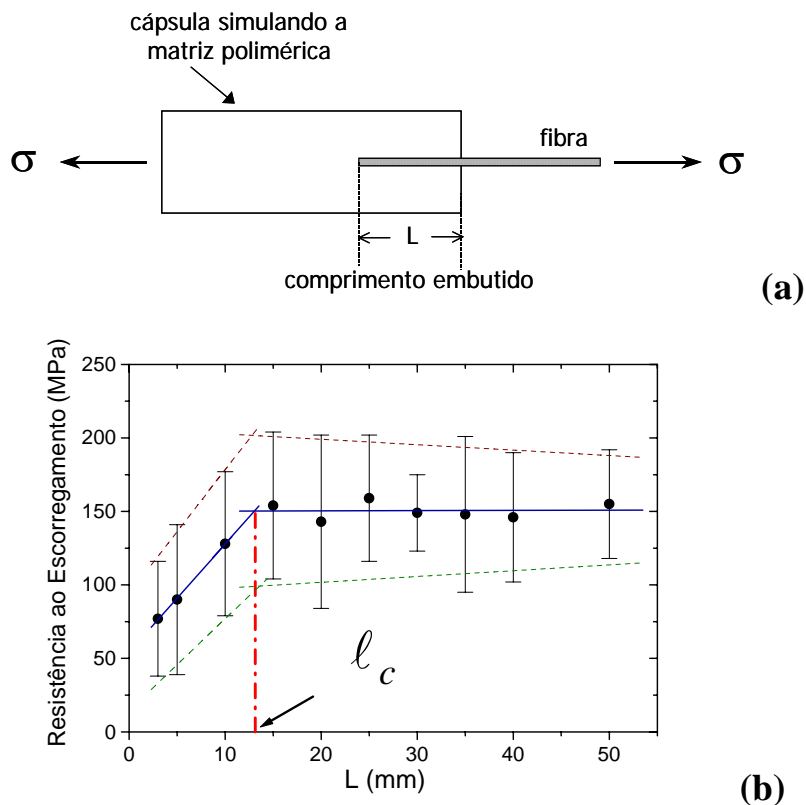 cápsula simulando a
matriz polimérica
fibra
σ
σ
L
comprimento embutido
(a)
Resistência ao Escorregamento (MPa)
250
200
150
100
50
0
ℓc
0 10 20 30 40 50
L (mm)
(b)